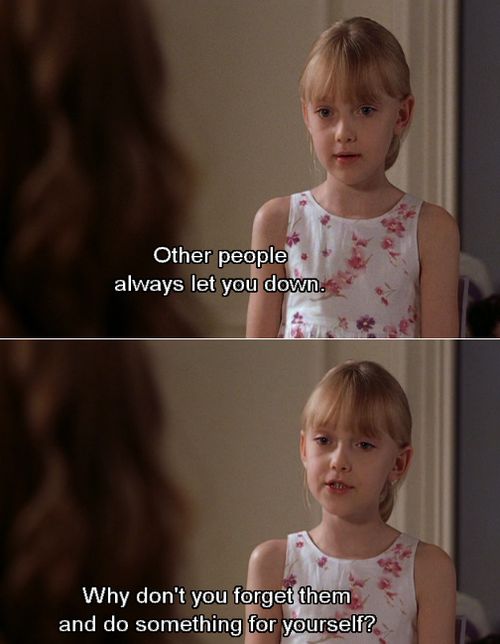 Other people
always let you down.
Why don't you forget them
and do something for yourself?